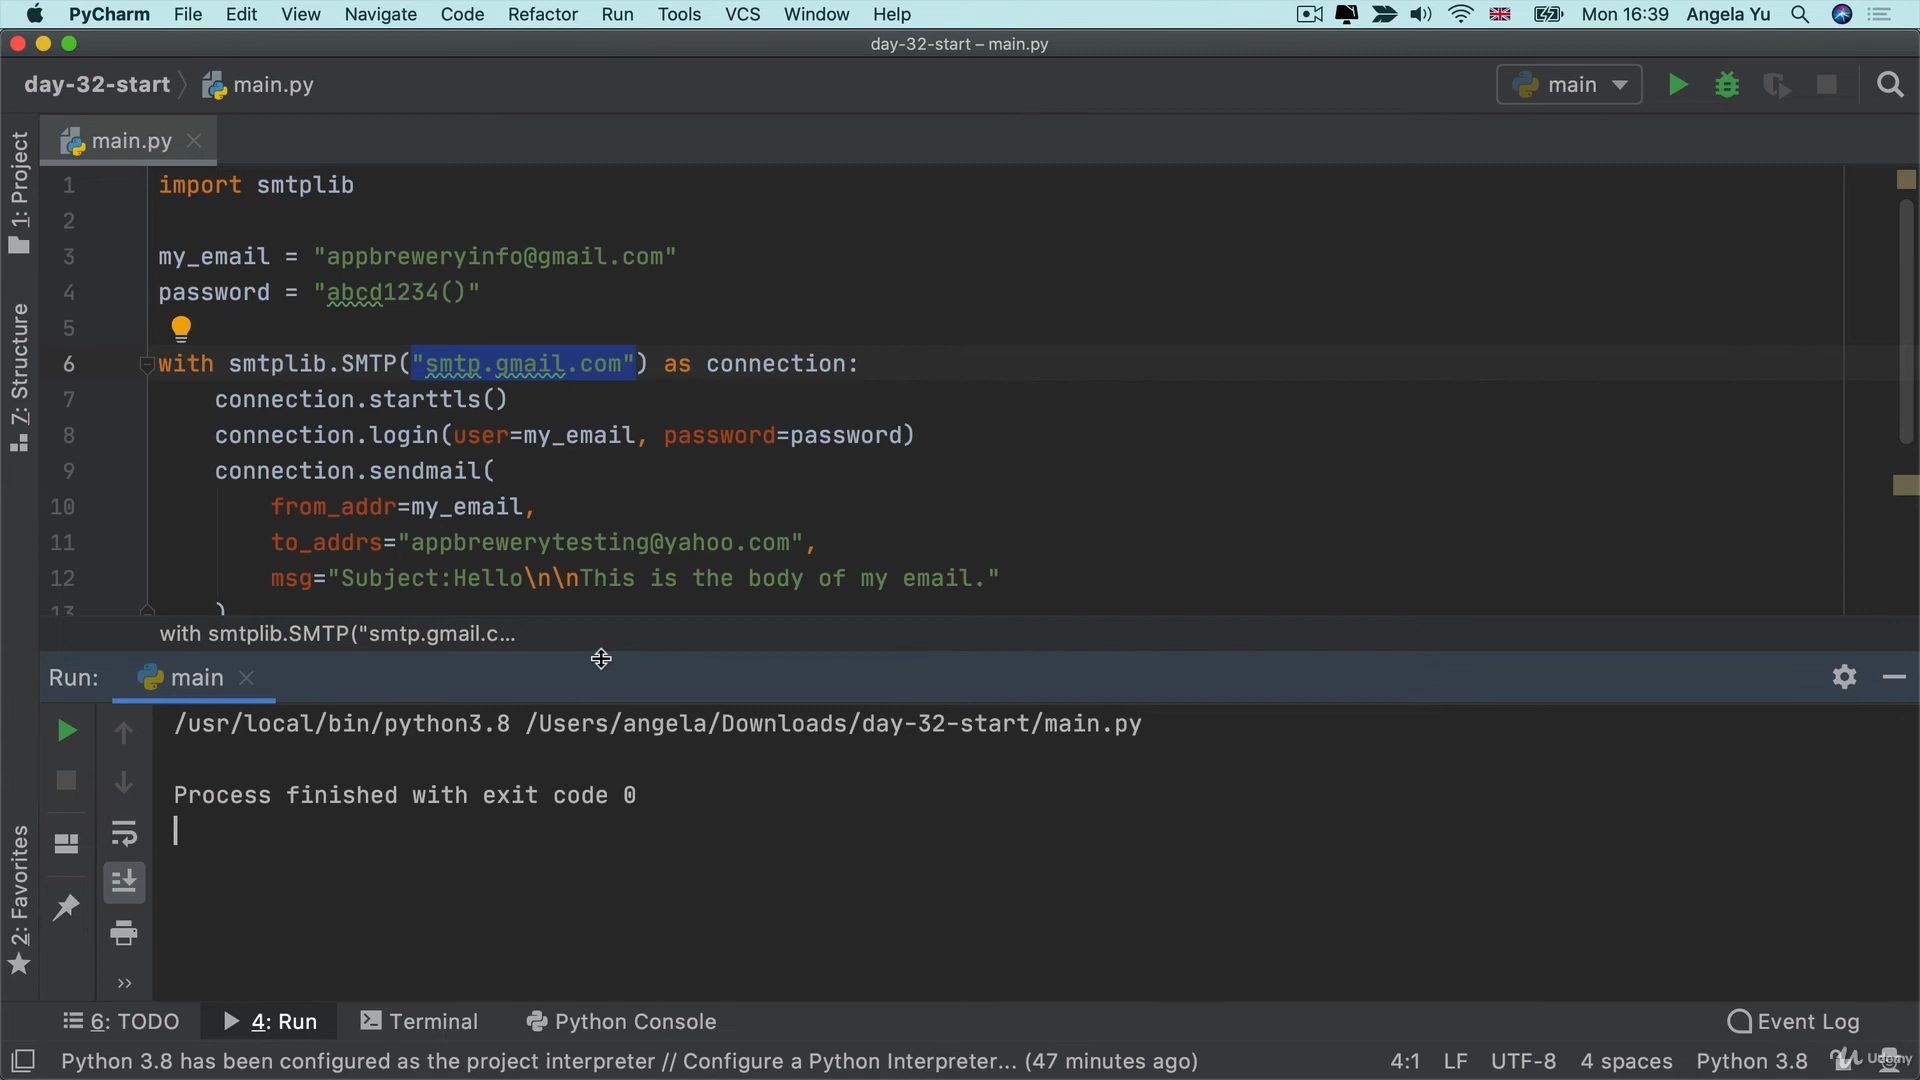 PyCharm File Edit View Navigate Code Refactor Run Tools VCS Window Help Mon 16:39 Angela Yu
day-32-start – main.py
day-32-start main.py main
main.py
1: Project
7: Structure
2: Favorites
1 import smtplib
2
3 my_email = "appbreweryinfo@gmail.com"
4 password = "abcd1234()"
5
6 with smtplib.SMTP("smtp.gmail.com") as connection:
7 connection.starttls()
8 connection.login(user=my_email, password=password)
9 connection.sendmail(
10 from_addr=my_email,
11 to_addrs="appbrewerytesting@yahoo.com",
12 msg="Subject:Hello\n\nThis is the body of my email."
13 )
with smtplib.SMTP("smtp.gmail.c...
Run: main
/usr/local/bin/python3.8 /Users/angela/Downloads/day-32-start/main.py
Process finished with exit code 0
6: TODO 4: Run Terminal Python Console Event Log
Python 3.8 has been configured as the project interpreter // Configure a Python Interpreter... (47 minutes ago) 4:1 LF UTF-8 4 spaces Python 3.8 Udemy